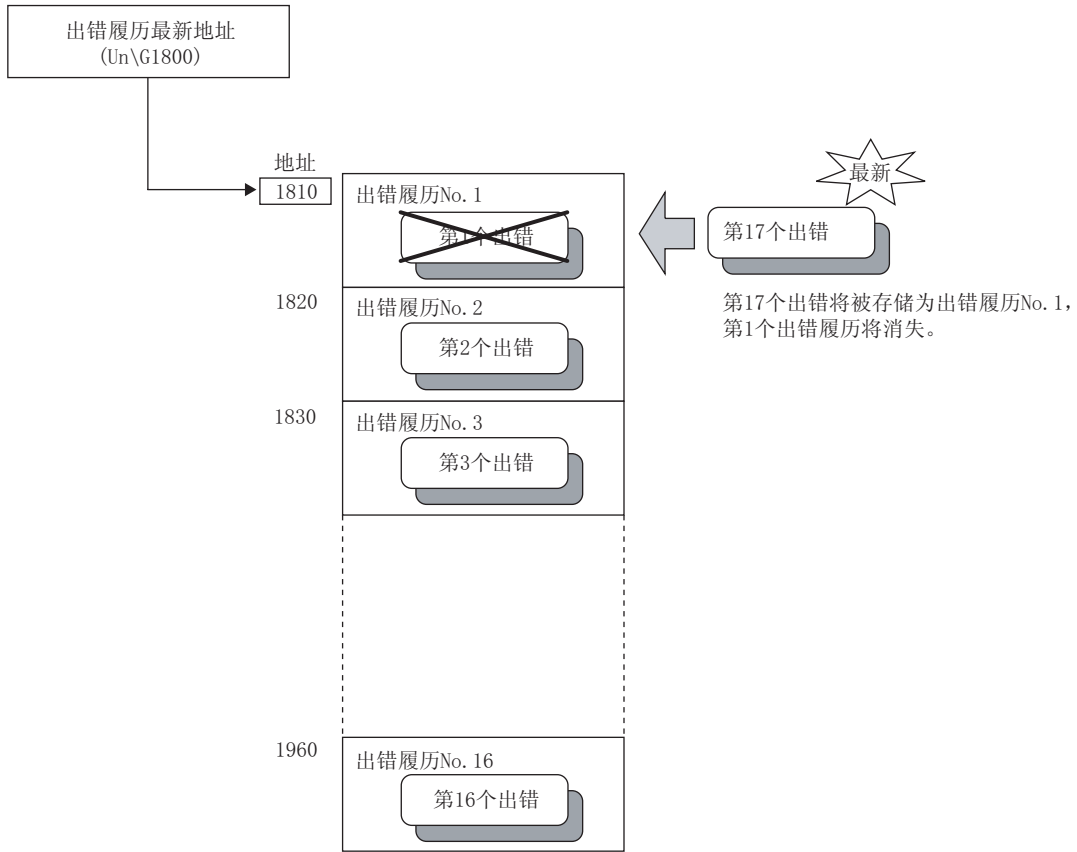 出错履历最新地址
(Un\G1800)
地址
1810
出错履历No.1
第1个出错
最新
第17个出错
第17个出错将被存储为出错履历No.1,
第1个出错履历将消失。
1820
出错履历No.2
第2个出错
1830
出错履历No.3
第3个出错
1960
出错履历No.16
第16个出错